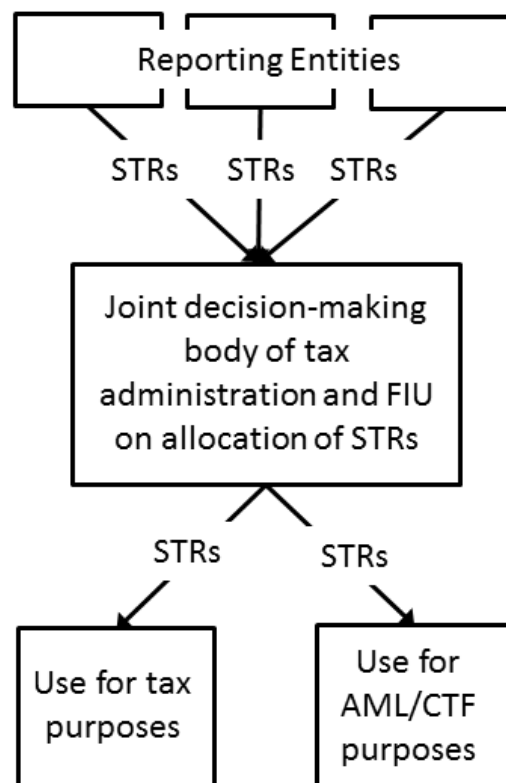 Reporting Entities
STRs STRs STRs
Joint decision-making
body of tax
administration and FIU
on allocation of STRs
STRs
STRs
Use for tax
purposes
Use for
AML/CTF
purposes